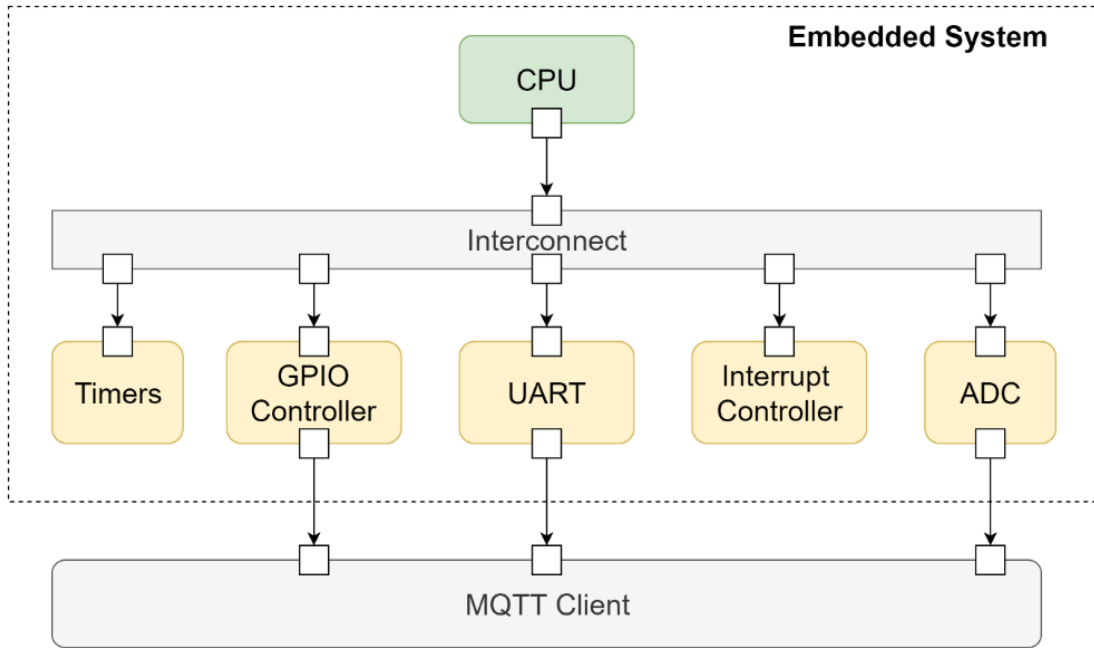 Embedded System
CPU
Interconnect
Timers
GPIO
Controller
UART
Interrupt
Controller
ADC
MQTT Client